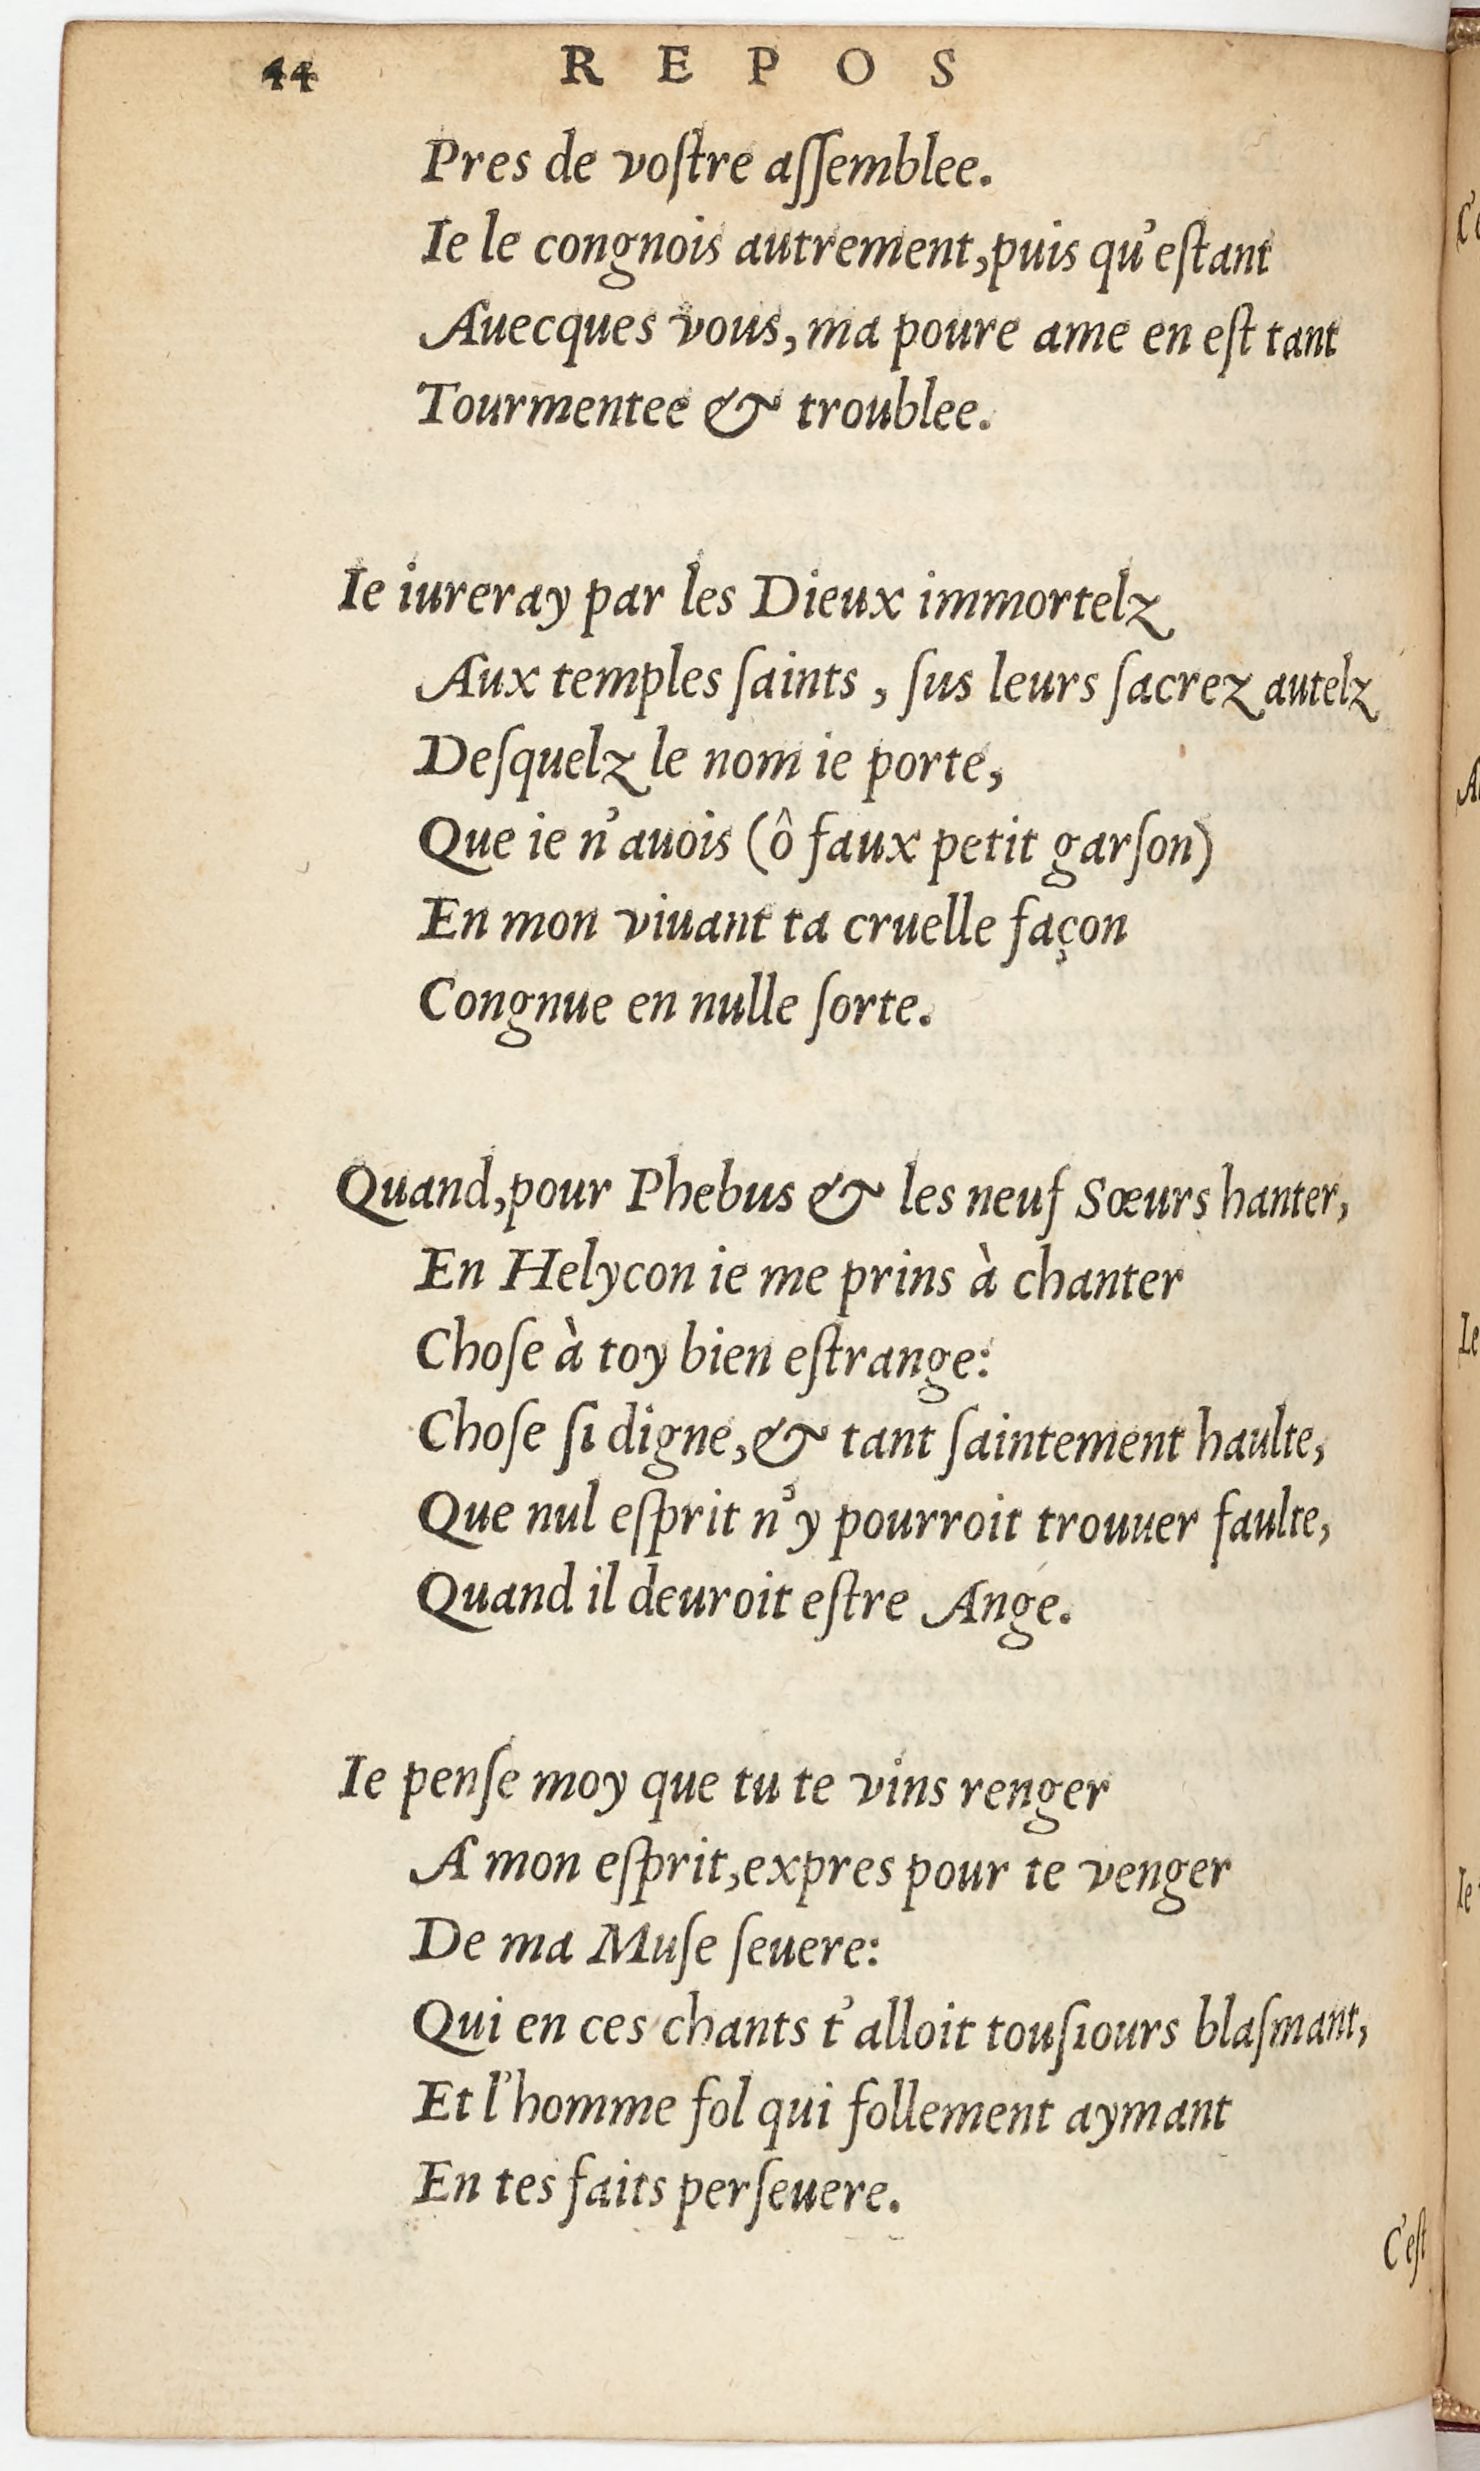 44 REPOS
Pres de voſtre aſſemblee.
Ie le congnois autrement, puis qu'eſtant
Auecques vous, ma poure ame en eſt tant
Tourmentee & troublee.
Ie iureray par les Dieux immortelz
Aux temples ſaints, ſus leurs ſacrez autelz
Deſquelz le nom ie porte,
Que ie n'auois (ô faux petit garſon)
En mon viuant ta cruelle façon
Congnue en nulle ſorte.
Quand, pour Phebus & les neuf Sœurs hanter,
En Helycon ie me prins à chanter
Choſe à toy bien eſtrange:
Choſe ſi digne, & tant ſaintement haulte,
Que nul eſprit n'y pourroit trouuer faulte,
Quand il deuroit eſtre Ange.
Ie penſe moy que tu te vins renger
A mon eſprit, expres pour te venger
De ma Muſe ſeuere:
Qui en ces chants t'alloit touſiours blaſmant,
Et l'homme fol qui follement aymant
En tes faits perſeuere.
C'eſt